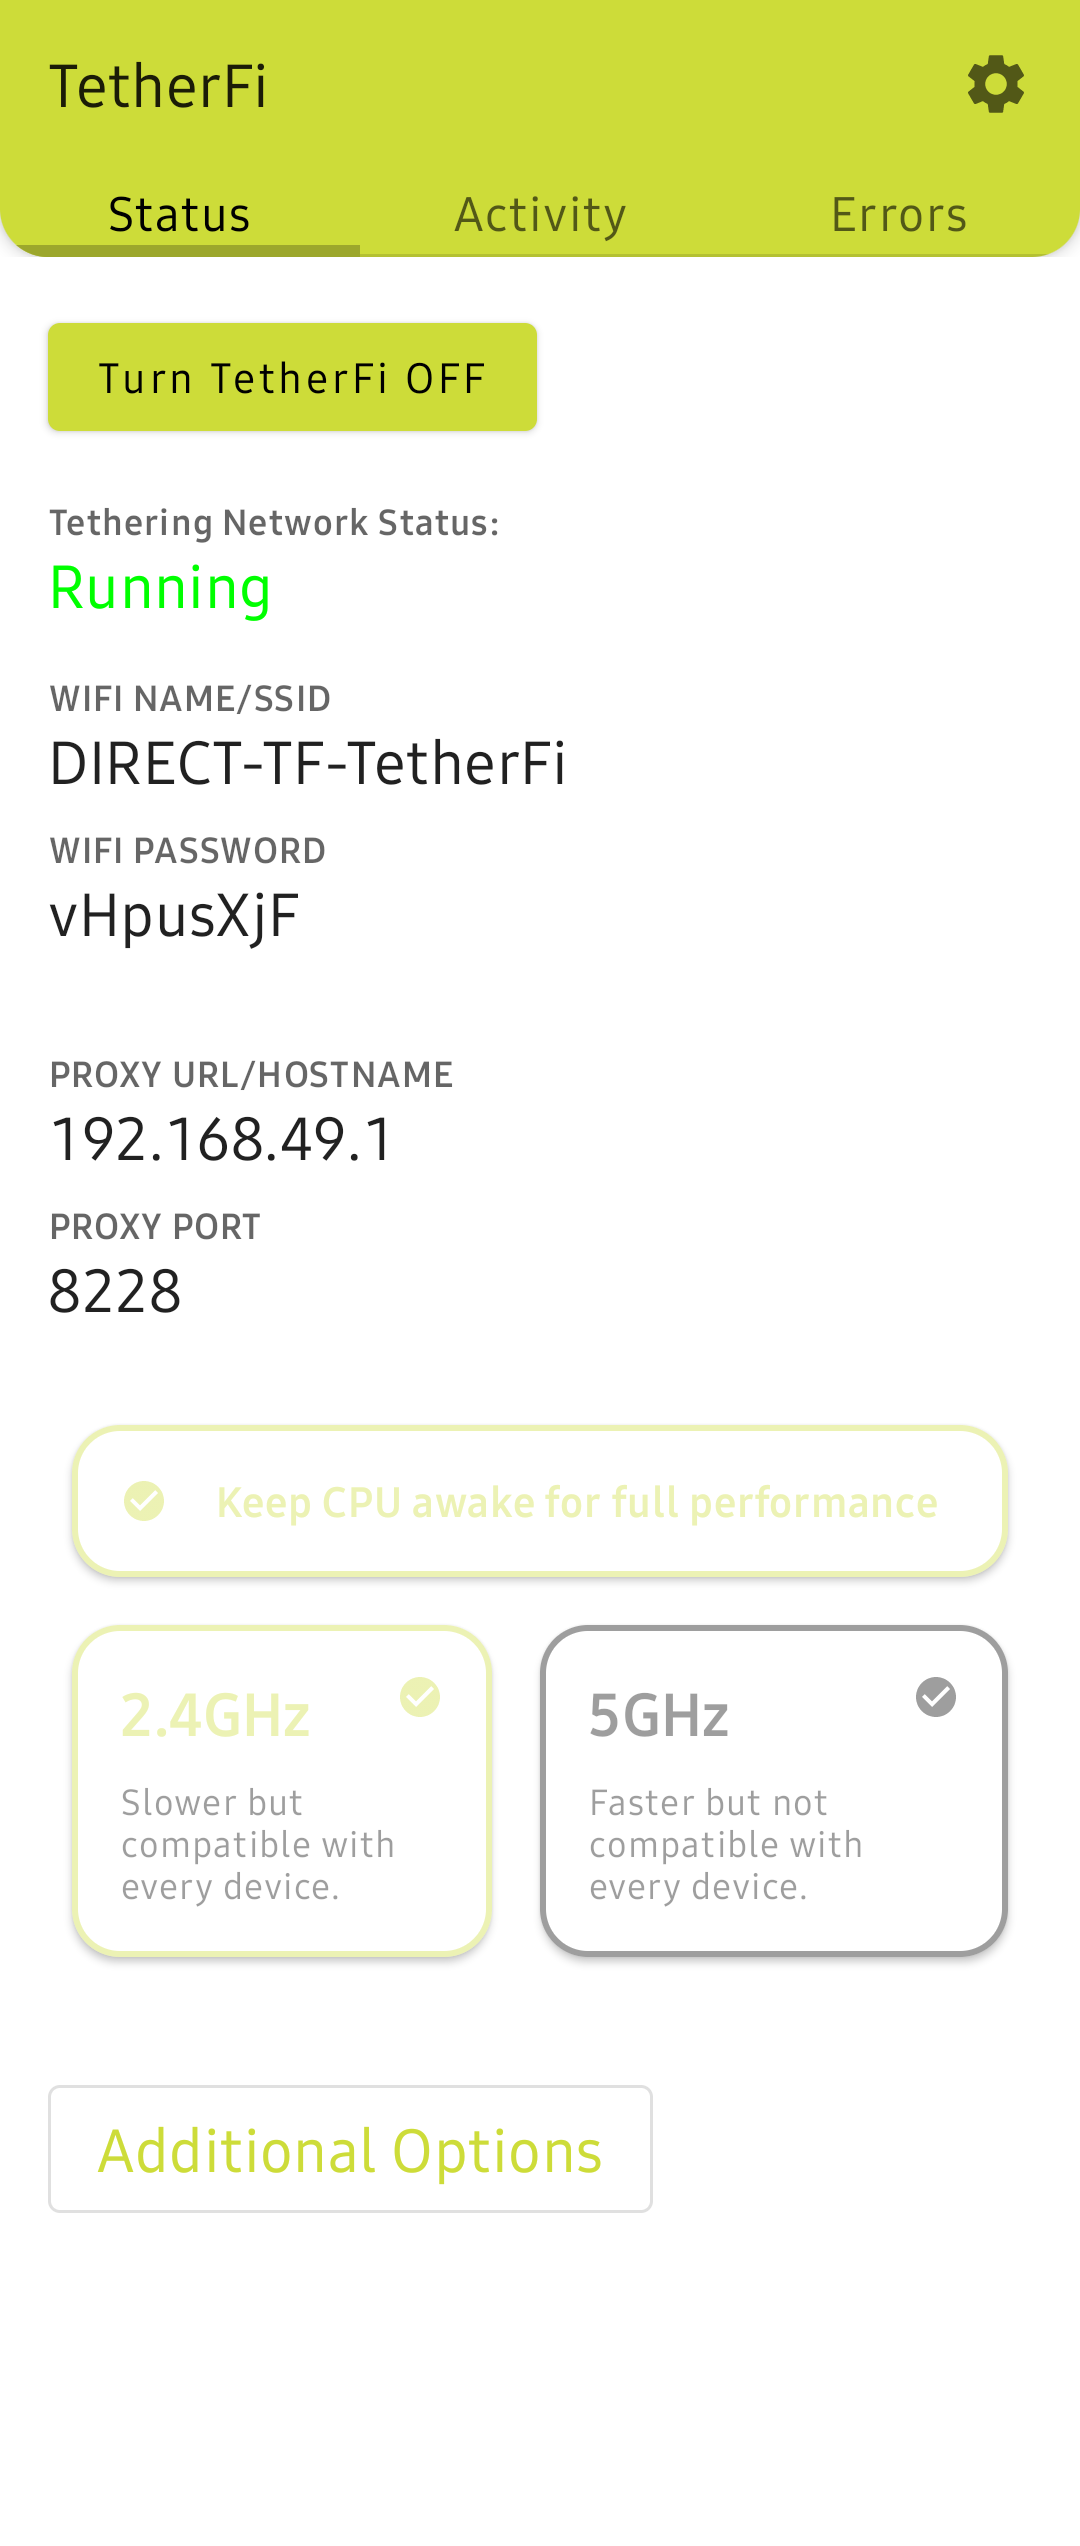 TetherFi
Status
Activity
Errors
Turn TetherFi OFF
Tethering Network Status:
Running
WIFI NAME/SSID
DIRECT-TF-TetherFi
WIFI PASSWORD
vHpusXjF
PROXY URL/HOSTNAME
192.168.49.1
PROXY PORT
8228
Keep CPU awake for full performance
2.4GHz
Slower but
compatible with
every device.
5GHz
Faster but not
compatible with
every device.
Additional Options